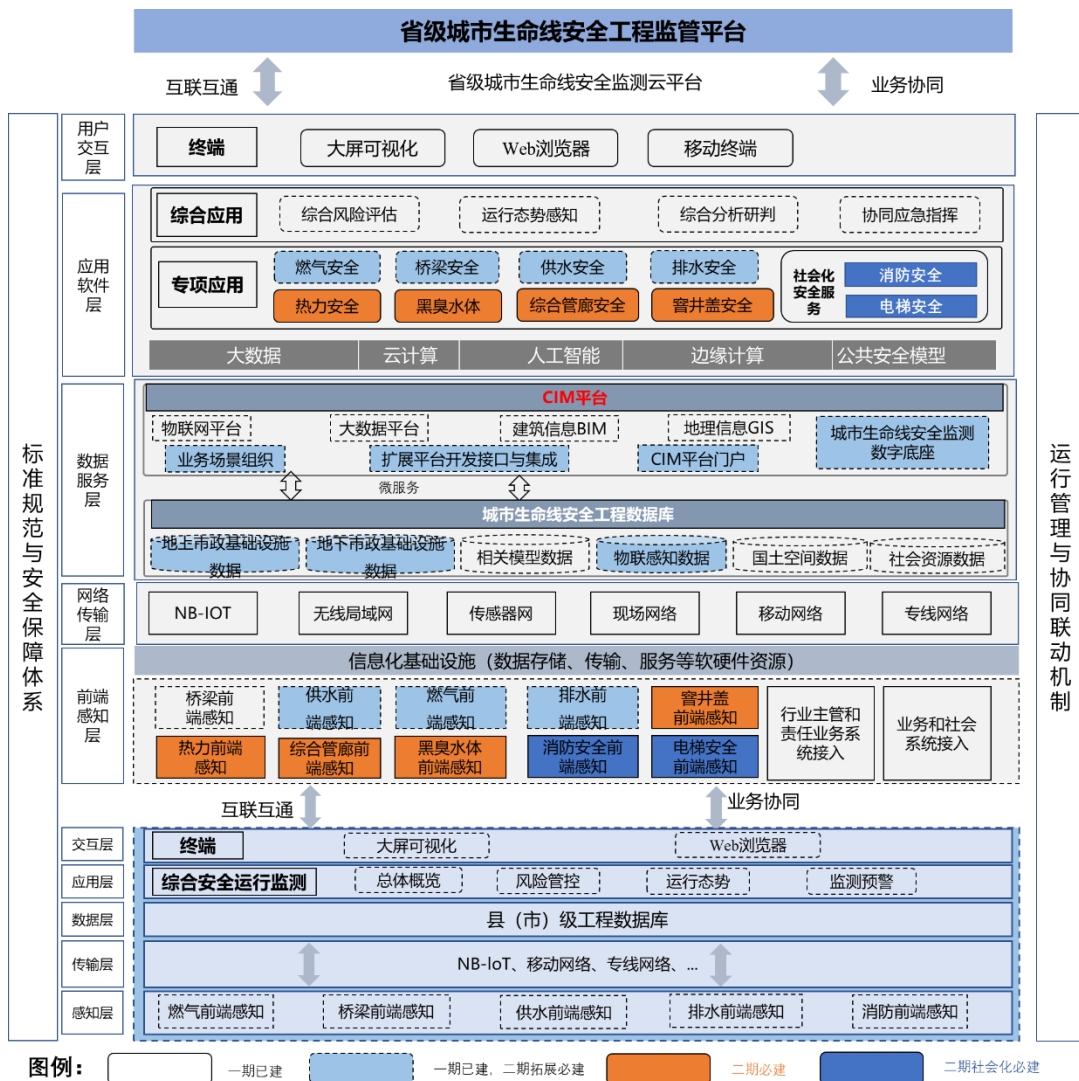 省级城市生命线安全工程监管平台
互联互通
省级城市生命线安全监测云平台
业务协同
标准规范与安全保障体系
运行管理与协同联动机制
用户
交互
层
终端
大屏可视化
Web浏览器
移动终端
应用
软件
层
综合应用
综合风险评估
运行态势感知
综合分析研判
协同应急指挥
专项应用
燃气安全
桥梁安全
供水安全
排水安全
热力安全
黑臭水体
综合管廊安全
窨井盖安全
社会化
安全服
务
消防安全
电梯安全
大数据
云计算
人工智能
边缘计算
公共安全模型
数据
服务
层
CIM平台
物联网平台
大数据平台
建筑信息BIM
地理信息GIS
城市生命线安全监测
数字底座
业务场景组织
扩展平台开发接口与集成
CIM平台门户
微服务
城市生命线安全工程数据库
地上市政基础设施
数据
地下市政基础设施
数据
相关模型数据
物联感知数据
国土空间数据
社会资源数据
网络
传输
层
NB-IOT
无线局域网
传感器网
现场网络
移动网络
专线网络
信息化基础设施（数据存储、传输、服务等软硬件资源）
前端
感知
层
桥梁前
端感知
供水前
端感知
燃气前
端感知
排水前
端感知
窨井盖
前端感知
热力前端
感知
综合管廊前
端感知
黑臭水体
前端感知
消防安全前
端感知
电梯安全
前端感知
行业主管和
责任业务系
统接入
业务和社会
系统接入
互联互通
业务协同
交互层
终端
大屏可视化
Web浏览器
应用层
综合安全运行监测
总体概览
风险管控
运行态势
监测预警
数据层
县（市）级工程数据库
传输层
NB-IoT、移动网络、专线网络、...
感知层
燃气前端感知
桥梁前端感知
供水前端感知
排水前端感知
消防前端感知
图例：
一期已建
一期已建，二期拓展必建
二期必建
二期社会化必建